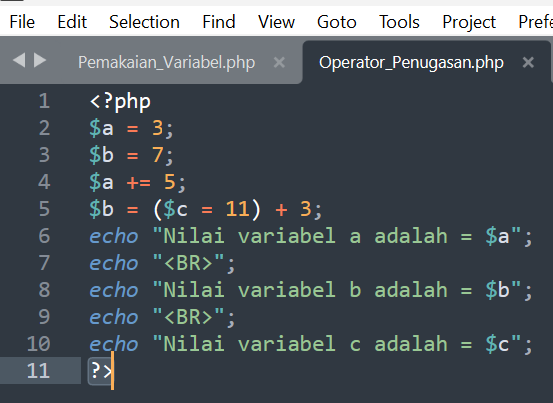 File Edit Selection Find View Goto Tools Project Prefe
Pemakaian_Variabel.php × Operator_Penugasan.php ×
1 <?php
2 $a = 3;
3 $b = 7;
4 $a += 5;
5 $b = ($c = 11) + 3;
6 echo "Nilai variabel a adalah = $a";
7 echo "<BR>";
8 echo "Nilai variabel b adalah = $b";
9 echo "<BR>";
10 echo "Nilai variabel c adalah = $c";
11 ?>